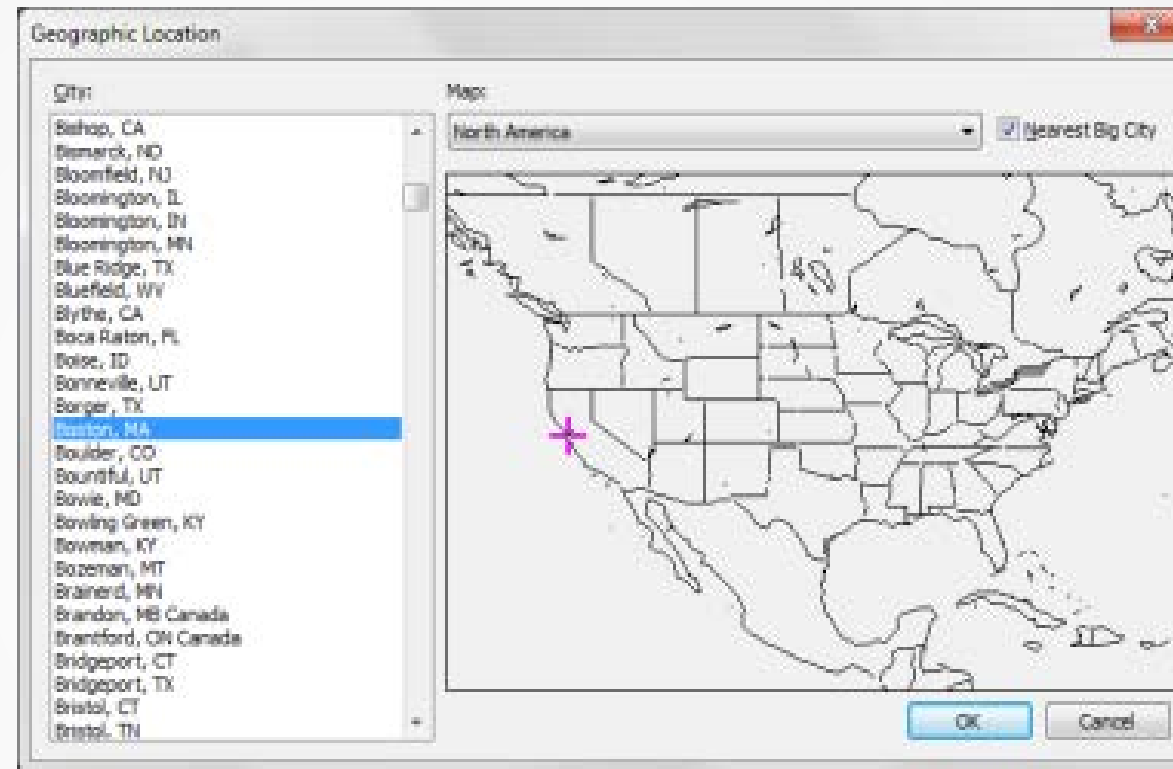 Geographic Location
City:
Bishop, CA
Bismarck, ND
Bloomfield, NJ
Bloomington, IL
Bloomington, IN
Bloomington, MN
Blue Ridge, TX
Bluefield, WV
Blythe, CA
Boca Raton, FL
Boise, ID
Bonneville, UT
Borger, TX
Boston, MA
Boulder, CO
Bountiful, UT
Bowie, MD
Bowling Green, KY
Bowman, KY
Bozeman, MT
Brainerd, MN
Brandon, MB Canada
Brantford, ON Canada
Bridgeport, CT
Bridgeport, TX
Bristol, CT
Bristol, TN
Map:
North America
Nearest Big City
OK
Cancel